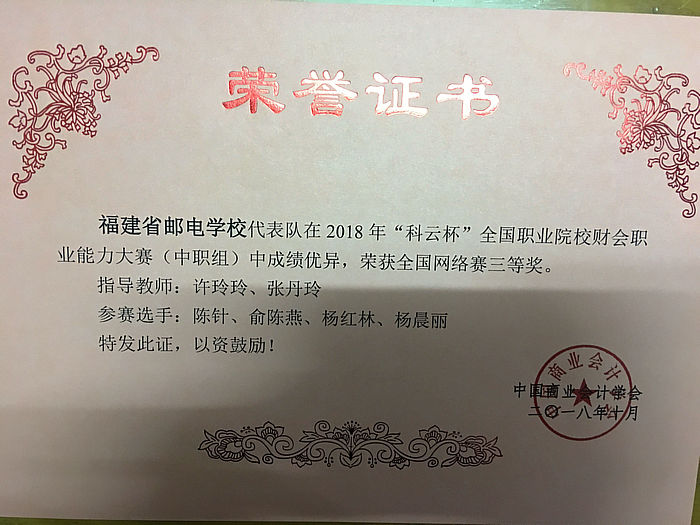 荣誉证书
福建省邮电学校代表队在2018年“科云杯”全国职业院校财会职
业能力大赛（中职组）中成绩优异，荣获全国网络赛三等奖。
指导教师：许玲玲、张丹玲
参赛选手：陈针、俞陈燕、杨红林、杨晨丽
特发此证，以资鼓励！
中国商业会计学会
二〇一八年十月